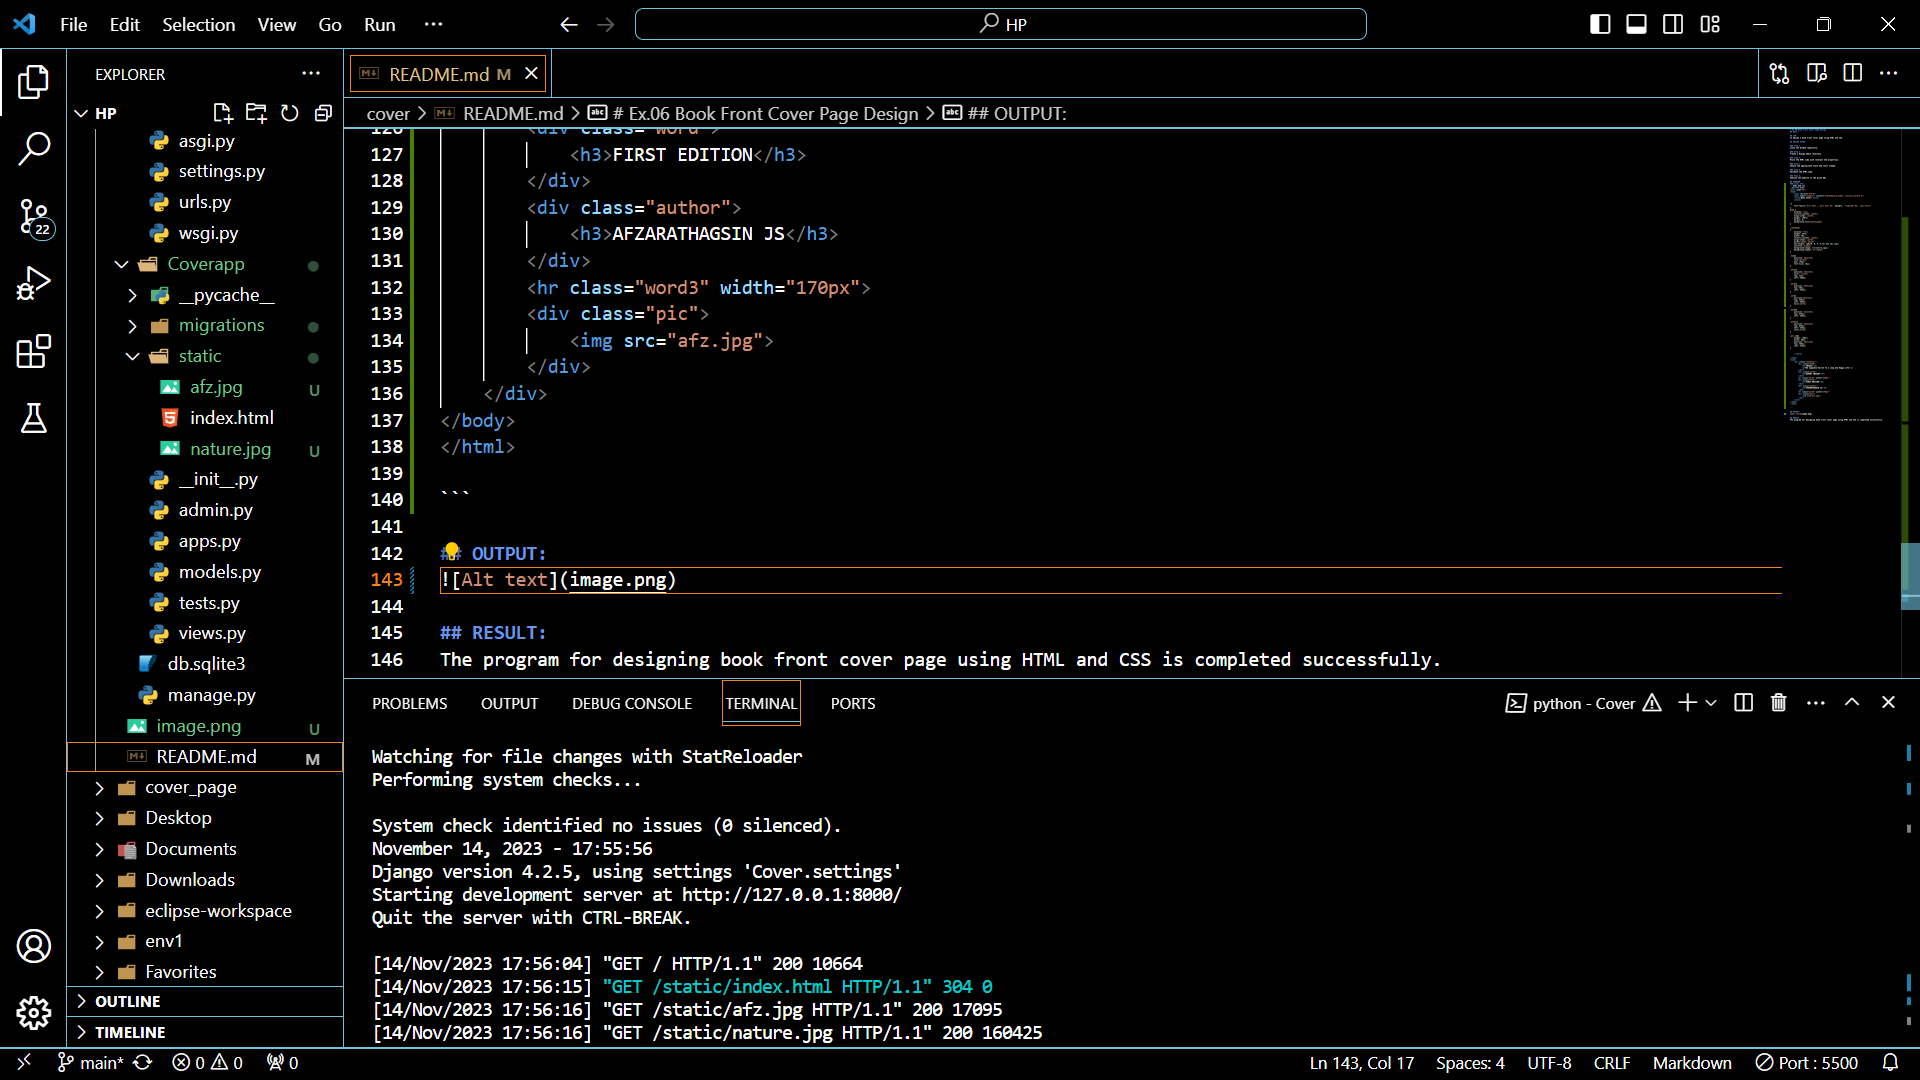 File Edit Selection View Go Run ···
HP
EXPLORER
HP
asgi.py
settings.py
urls.py
wsgi.py
Coverapp
__pycache__
migrations
static
afz.jpg U
index.html
nature.jpg U
__init__.py
admin.py
apps.py
models.py
tests.py
views.py
db.sqlite3
manage.py
image.png U
README.md M
cover_page
Desktop
Documents
Downloads
eclipse-workspace
env1
Favorites
OUTLINE
TIMELINE
22
README.md M
cover > README.md > # Ex.06 Book Front Cover Page Design > ## OUTPUT:
126 <div class="word">
127 <h3>FIRST EDITION</h3>
128 </div>
129 <div class="author">
130 <h3>AFZARATHAGSIN JS</h3>
131 </div>
132 <hr class="word3" width="170px">
133 <div class="pic">
134 <img src="afz.jpg">
135 </div>
136 </div>
137 </body>
138 </html>
139
140 ```
141
142 ## OUTPUT:
143 ![Alt text](image.png)
144
145 ## RESULT:
146 The program for designing book front cover page using HTML and CSS is completed successfully.
PROBLEMS OUTPUT DEBUG CONSOLE TERMINAL PORTS
python - Cover
Watching for file changes with StatReloader
Performing system checks...
System check identified no issues (0 silenced).
November 14, 2023 - 17:55:56
Django version 4.2.5, using settings 'Cover.settings'
Starting development server at http://127.0.0.1:8000/
Quit the server with CTRL-BREAK.
[14/Nov/2023 17:56:04] "GET / HTTP/1.1" 200 10664
[14/Nov/2023 17:56:15] "GET /static/index.html HTTP/1.1" 304 0
[14/Nov/2023 17:56:16] "GET /static/afz.jpg HTTP/1.1" 200 17095
[14/Nov/2023 17:56:16] "GET /static/nature.jpg HTTP/1.1" 200 160425
main* 0 0 0
Ln 143, Col 17 Spaces: 4 UTF-8 CRLF Markdown Port : 5500